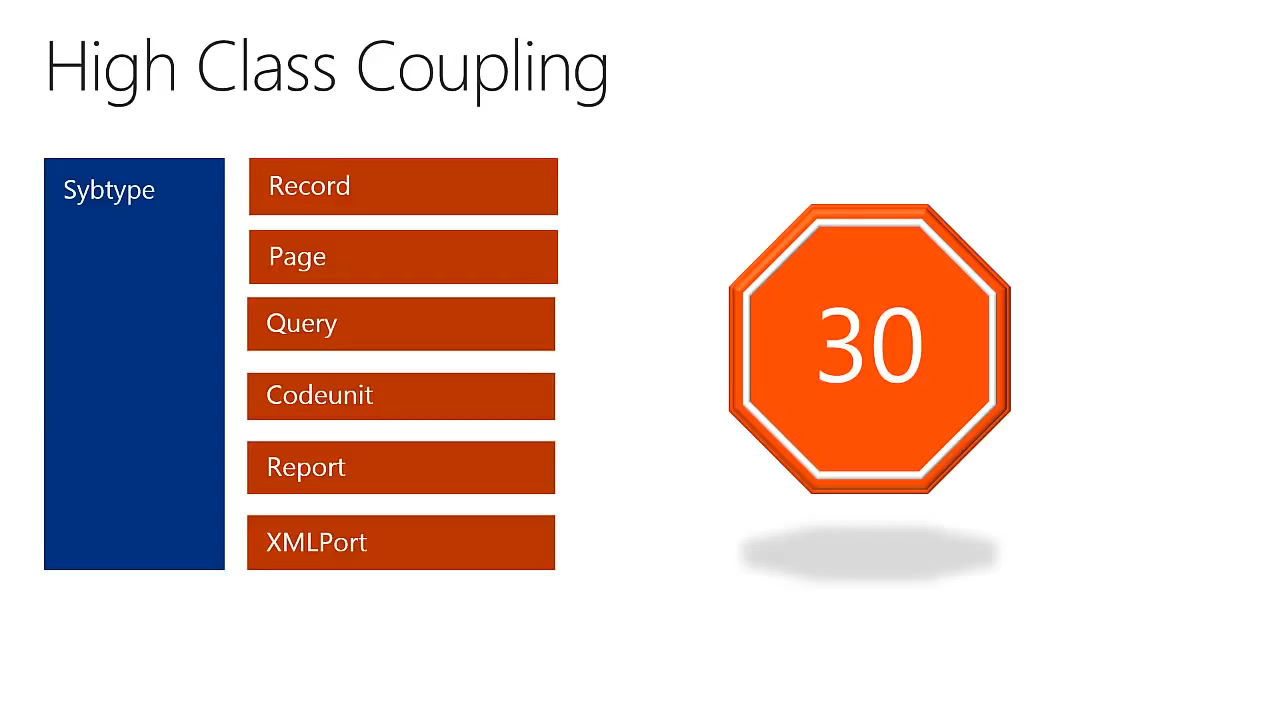 High Class Coupling
Sybtype
Record
Page
Query
Codeunit
Report
XMLPort
30